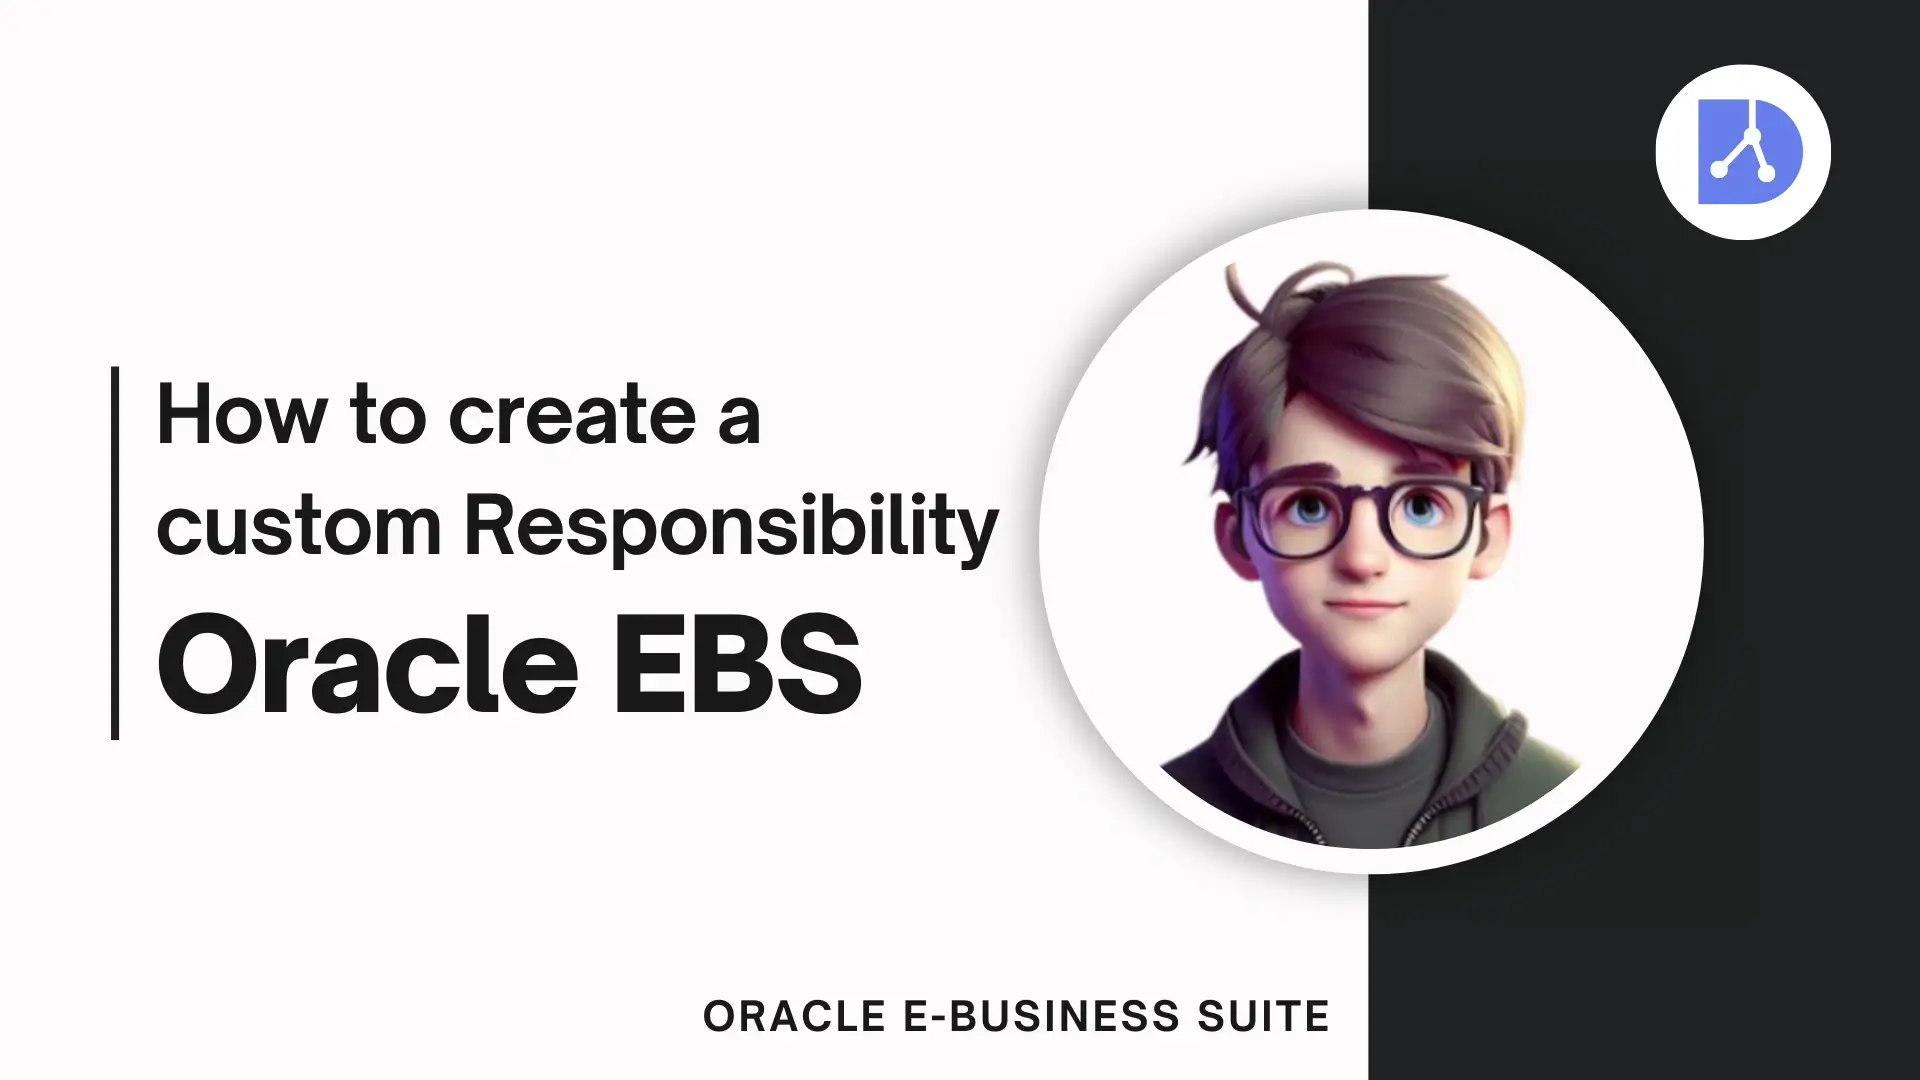 How to create a
custom Responsibility
Oracle EBS
ORACLE E-BUSINESS SUITE